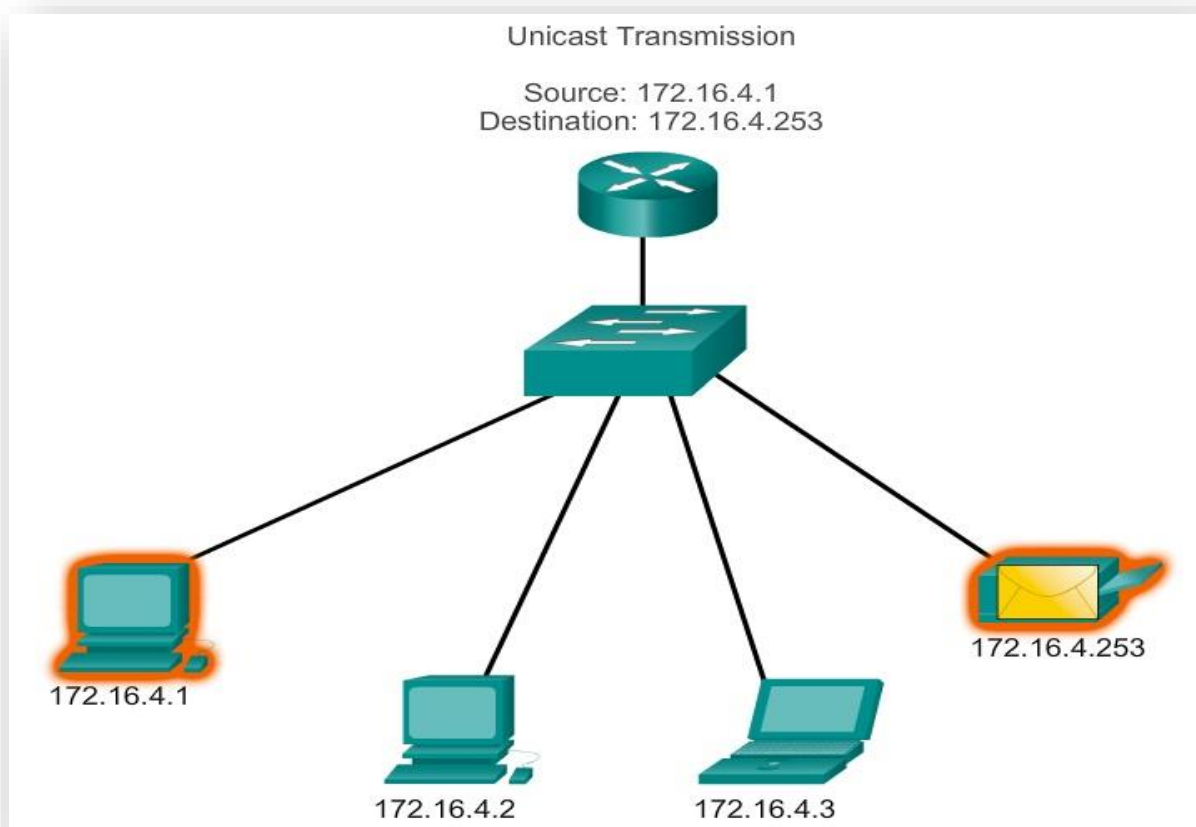 Unicast Transmission
Source: 172.16.4.1
Destination: 172.16.4.253
172.16.4.253
172.16.4.1
172.16.4.2
172.16.4.3